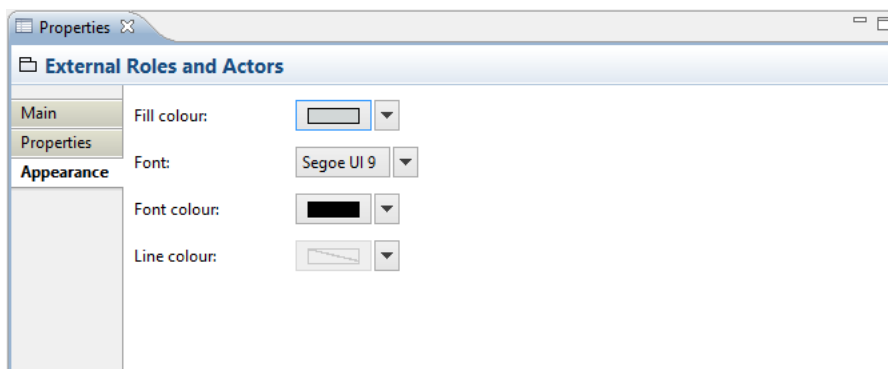 Properties
External Roles and Actors
Main
Properties
Appearance
Fill colour:
Font:
Segoe UI 9
Font colour:
Line colour: